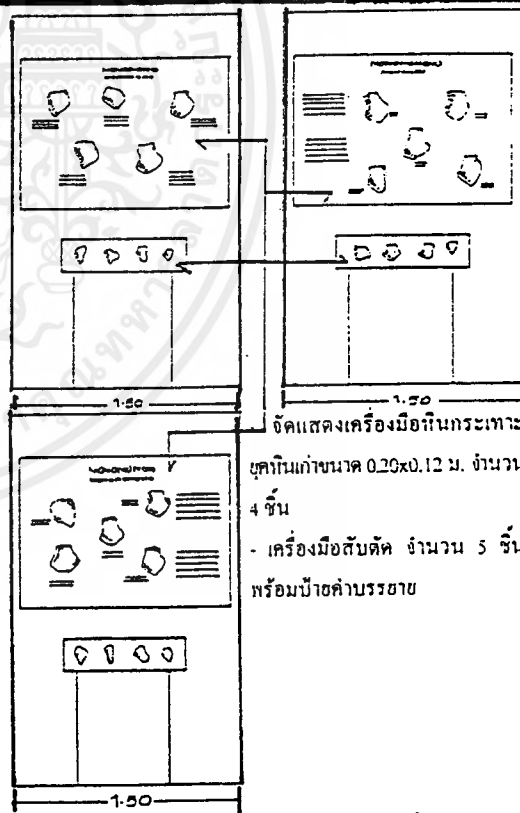 1.50
1.50
จัดแสดงเครื่องมือหินกระเทาะ
ยุคหินเก่าขนาด 0.20x0.12 ม. จำนวน
4 ชิ้น
- เครื่องมือสับตัด จำนวน 5 ชิ้น
พร้อมป้ายคำบรรยาย
1.50